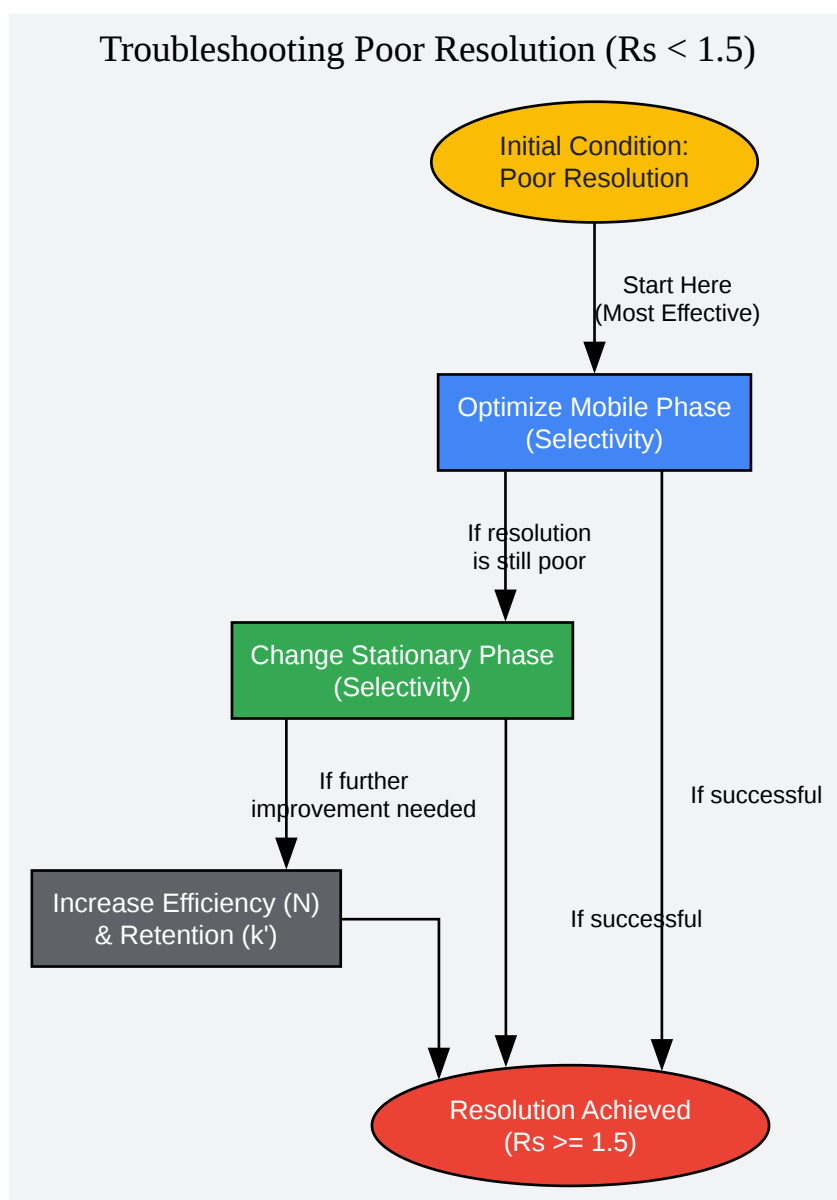 Troubleshooting Poor Resolution (Rs < 1.5)
Initial Condition:
Poor Resolution
Start Here
(Most Effective)
Optimize Mobile Phase
(Selectivity)
If resolution
is still poor
Change Stationary Phase
(Selectivity)
If further
improvement needed
If successful
Increase Efficiency (N)
& Retention (k')
If successful
Resolution Achieved
(Rs >= 1.5)